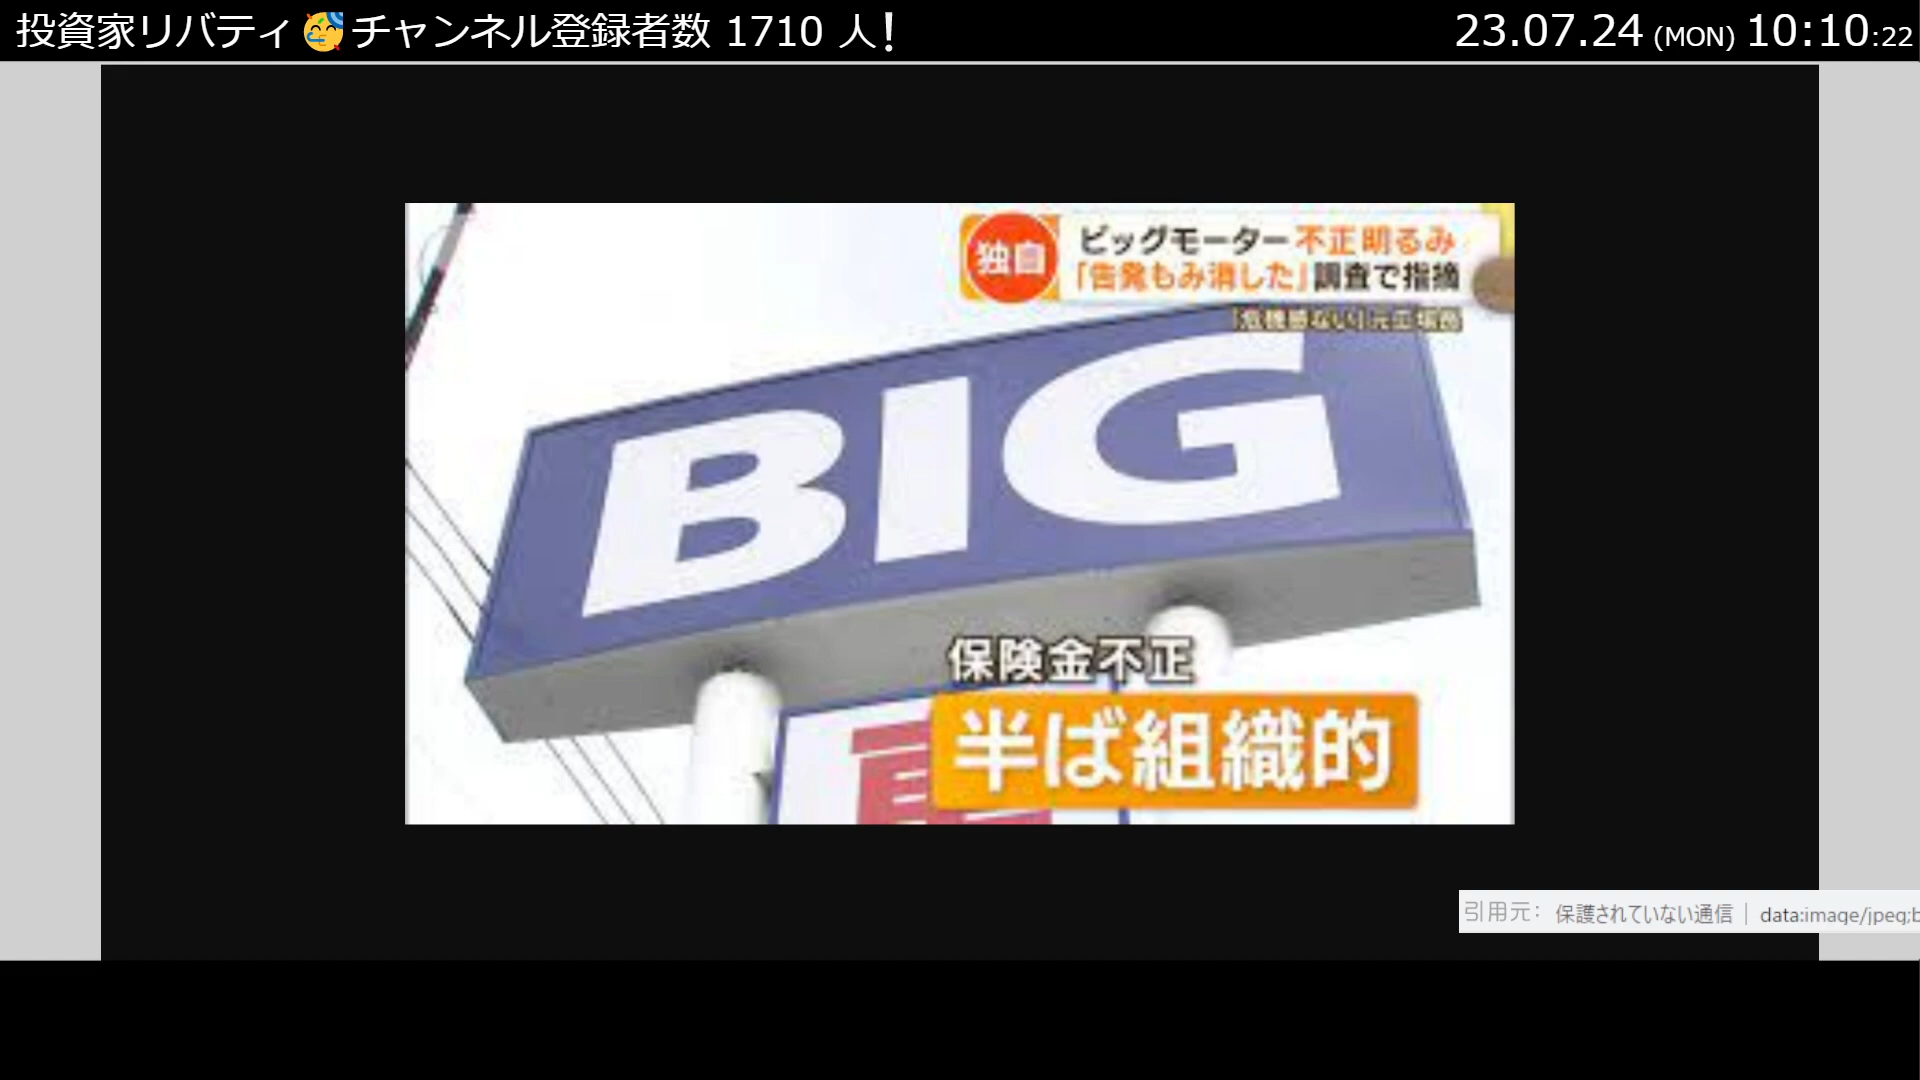 投資家リバティ🥳チャンネル登録者数 1710 人!
23.07.24 (MON) 10:10:22
独自
ビッグモーター不正明るみ
「告発もみ消した」調査で指摘
BIG
保険金不正
半ば組織的
引用元: 保護されていない通信 | data:image/jpeg;b